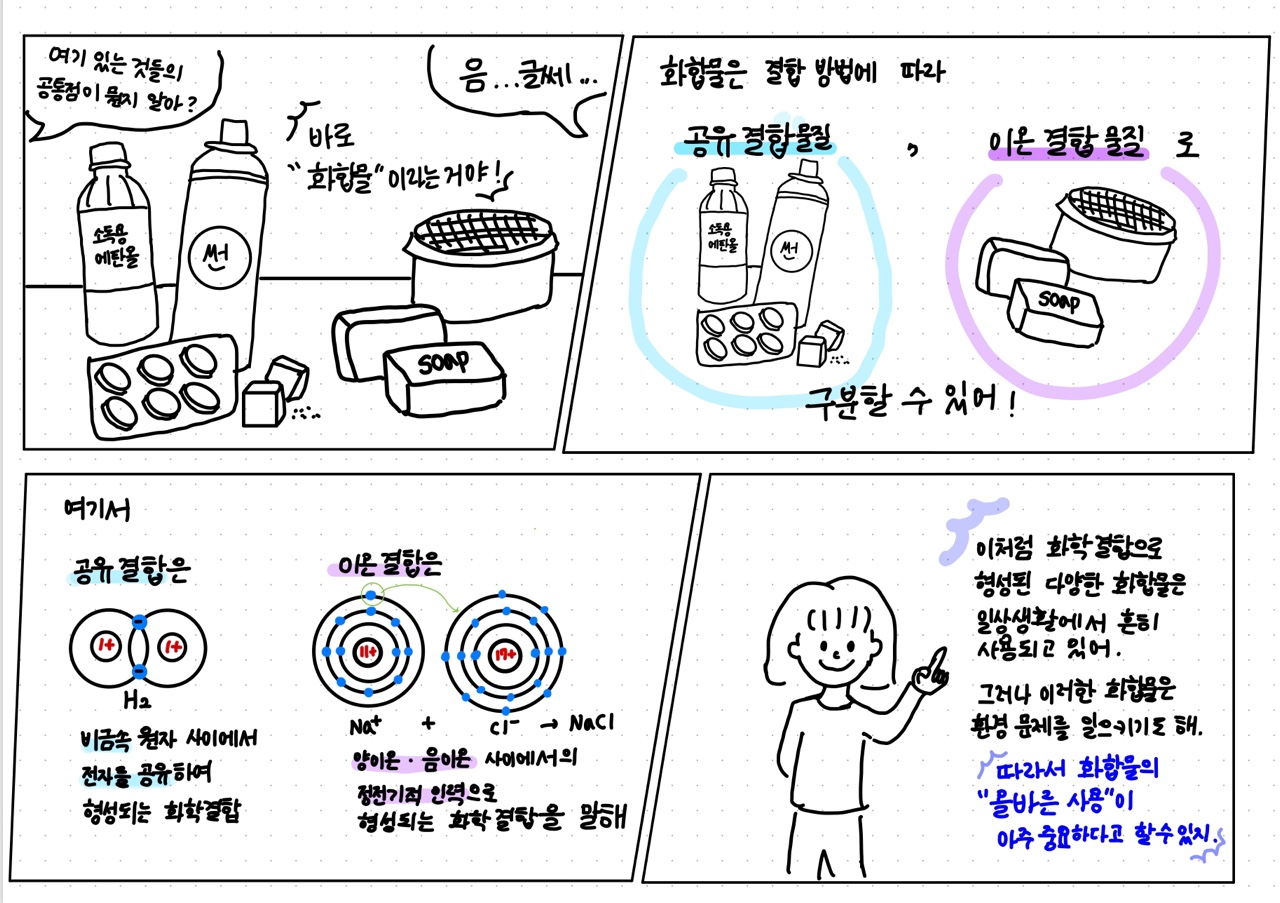 여기 있는 것들의
공통점이 뭔지 알아?
음...글쎄...
바로
"화합물"이라는거야!
소독용
에탄올
썬
SOAP
화합물은 결합 방법에 따라
공유 결합 물질 , 이온 결합 물질 로
소독용
에탄올
썬
SOAP
구분할 수 있어!
여기서
공유 결합은
1+ 1+
H₂
비금속 원자 사이에서
전자를 공유하여
형성되는 화학결합
이온 결합은
11+ 17+
Na⁺ + Cl⁻ → NaCl
양이온 · 음이온 사이에서의
정전기적 인력으로
형성되는 화학 결합을 말해
이처럼 화학결합으로
형성된 다양한 화합물은
일상생활에서 흔히
사용되고 있어.
그러나 이러한 화합물은
환경 문제를 일으키기도 해.
따라서 화합물의
"올바른 사용"이
아주 중요하다고 할 수 있지.